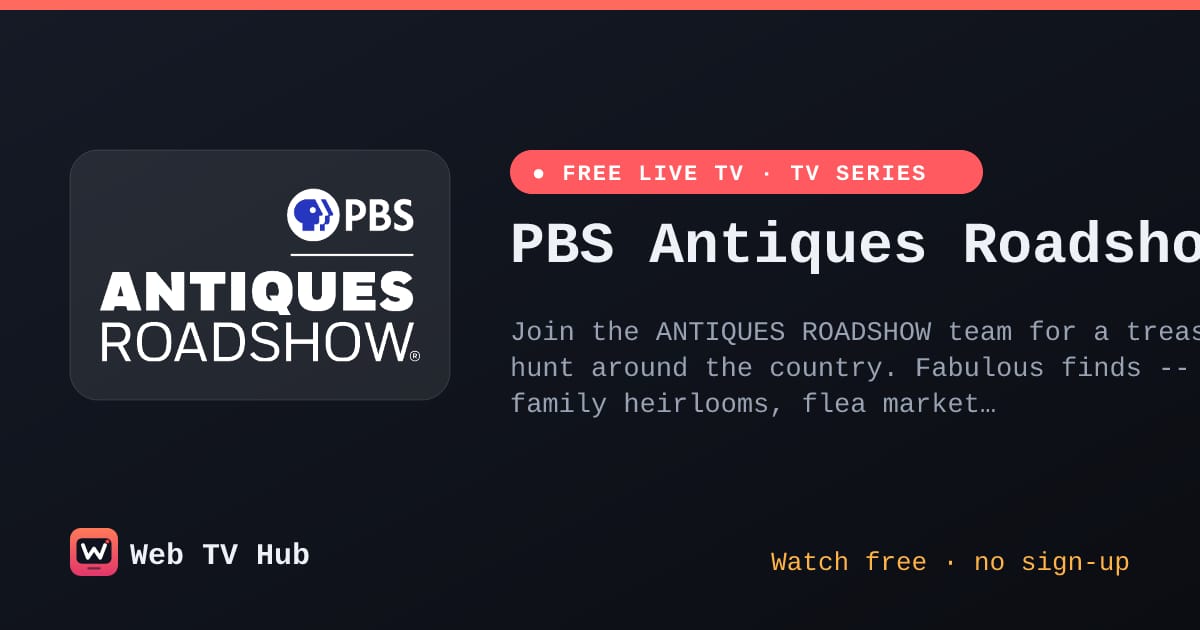 PBS
ANTIQUES
ROADSHOW®
• FREE LIVE TV · TV SERIES
PBS Antiques Roadsho
Join the ANTIQUES ROADSHOW team for a treas
hunt around the country. Fabulous finds --
family heirlooms, flea market…
W
Web TV Hub
Watch free · no sign-up